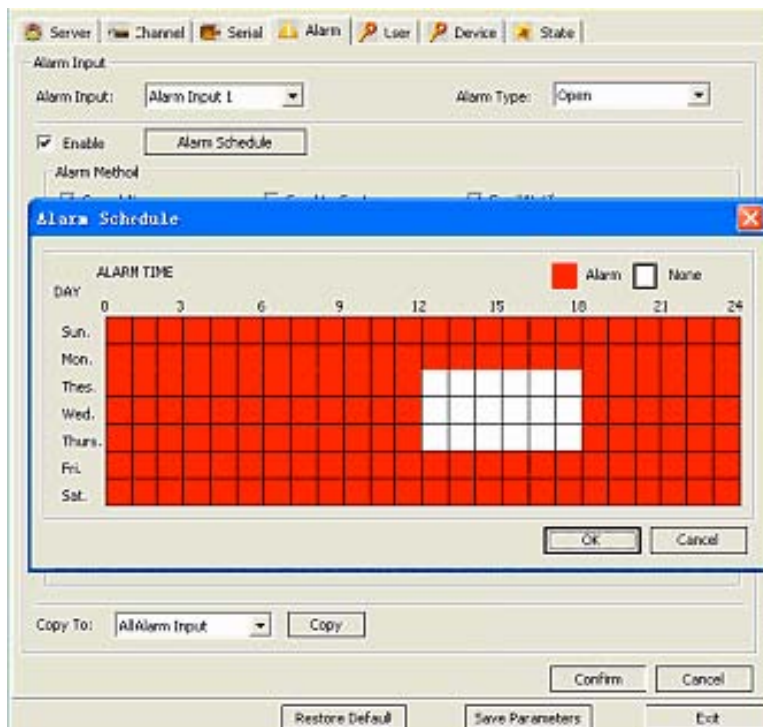 Server Channel Serial Alarm User Device State
Alarm Input
Alarm Input: Alarm Input 1 Alarm Type: Open
Enable Alarm Schedule
Alarm Method
Alarm Schedule
ALARM TIME Alarm None
DAY
0 3 6 9 12 15 18 21 24
Sun.
Mon.
Thes.
Wed.
Thurs.
Fri.
Sat.
OK Cancel
Copy To: AllAlarm Input Copy
Confirm Cancel
Restore Default Save Parameters Exit